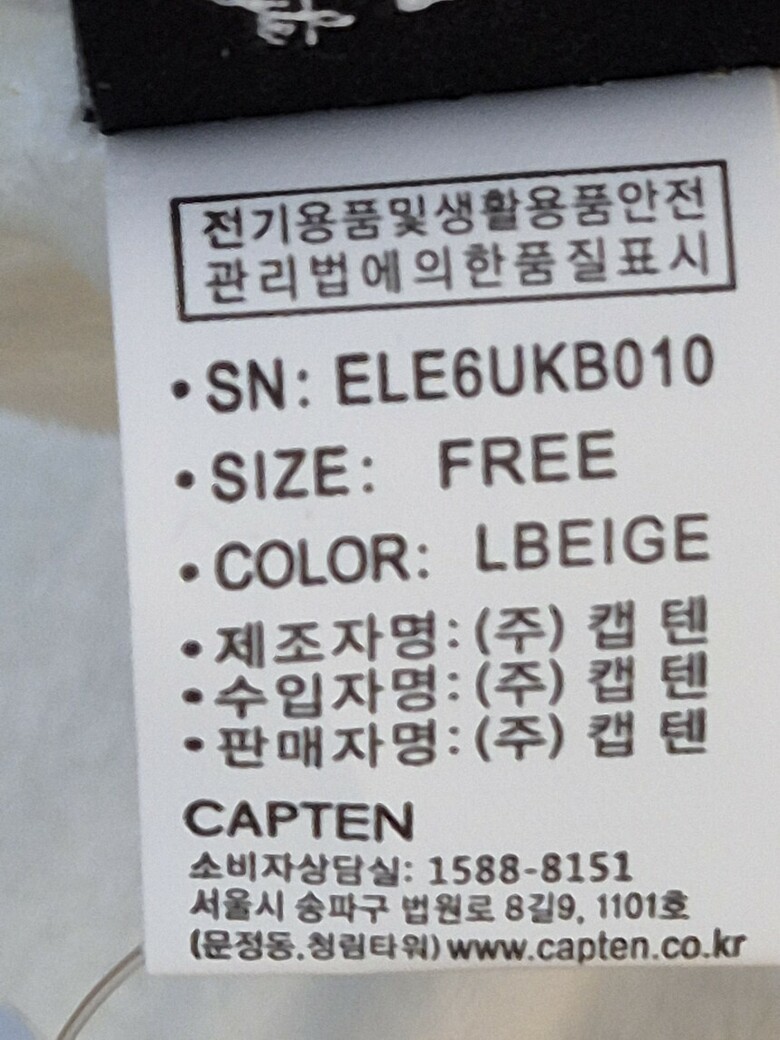 전기용품및생활용품안전
관리법에의한품질표시
• SN: ELE6UKB010
• SIZE: FREE
• COLOR: LBEIGE
• 제조자명: (주) 캡 텐
• 수입자명: (주) 캡 텐
• 판매자명: (주) 캡 텐
CAPTEN
소비자상담실: 1588-8151
서울시 송파구 법원로 8길9, 1101호
(문정동.청림타워) www.capten.co.kr